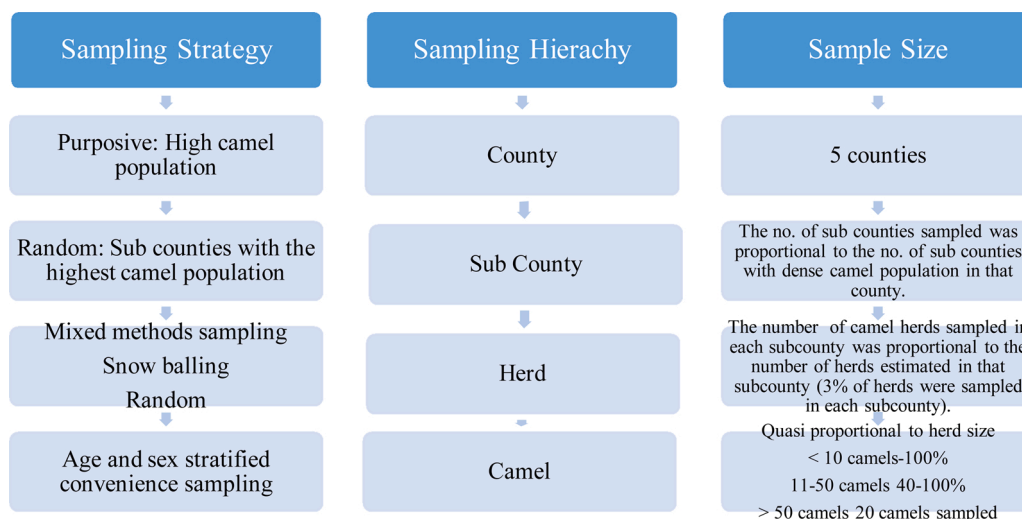 Sampling Strategy
Purposive: High camel
population
Random: Sub counties with the
highest camel population
Mixed methods sampling
Snow balling
Random
Age and sex stratified
convenience sampling
Sampling Hierachy
County
Sub County
Herd
Camel
Sample Size
5 counties
The no. of sub counties sampled was
proportional to the no. of sub counties
with dense camel population in that
county.
The number of camel herds sampled in
each subcounty was proportional to the
number of herds estimated in that
subcounty (3% of herds were sampled
in each subcounty).
Quasi proportional to herd size
< 10 camels-100%
11-50 camels 40-100%
> 50 camels 20 camels sampled